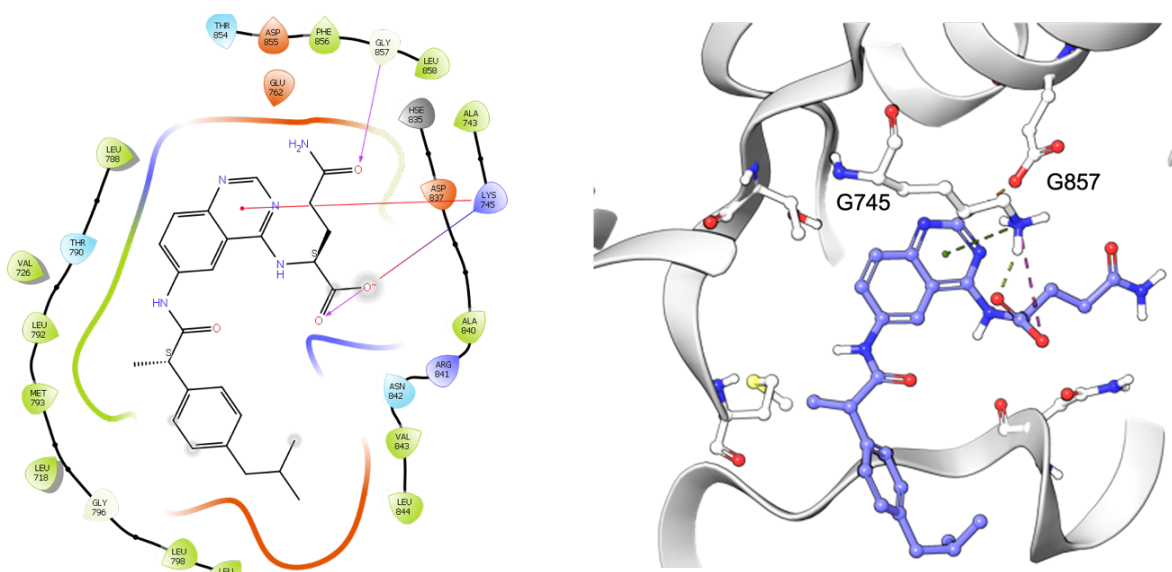 THR
854
ASP
855
PHE
856
GLY
857
LEU
858
GLU
762
HSE
835
ALA
743
LEU
788
H₂N
O
N
N
ASP
837
LYS
745
THR
790
S
NH
VAL
726
O⁻
O
HN
O
LEU
792
ALA
840
S
ARG
841
ASN
842
MET
793
VAL
843
LEU
718
GLY
796
LEU
844
LEU
798
LEU
G745
G857